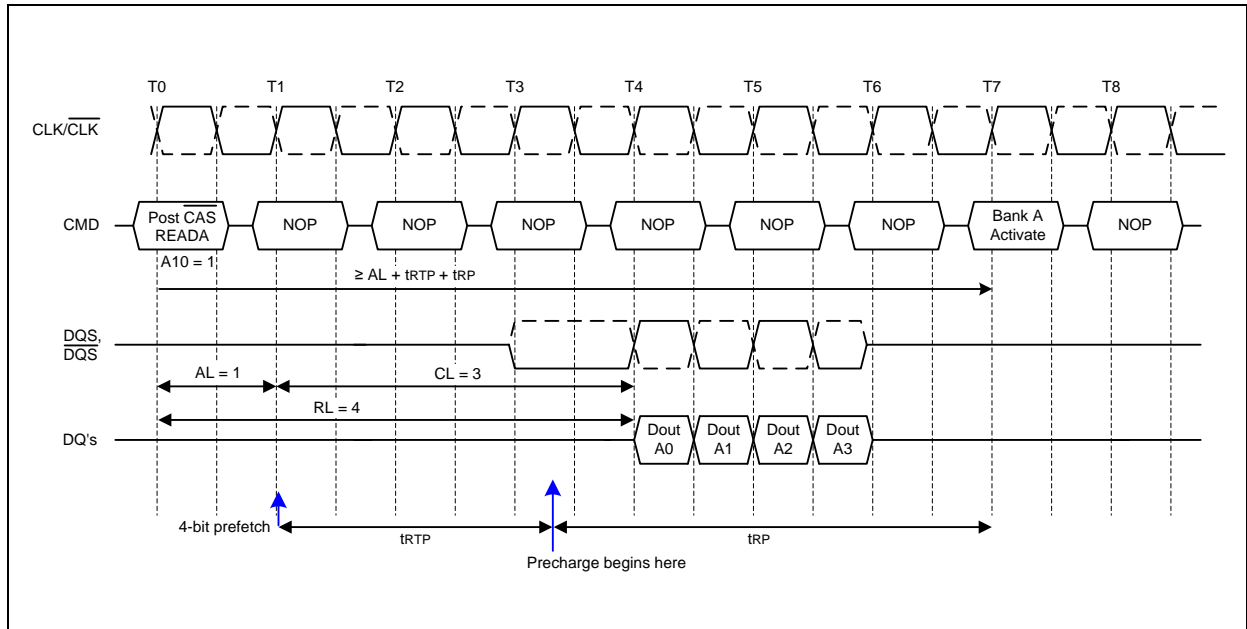 T0 T1 T2 T3 T4 T5 T6 T7 T8
CLK/CLK
CMD
Post CAS
READA
NOP NOP NOP NOP NOP NOP
Bank A
Activate
NOP
A10 = 1
≥ AL + tRTP + tRP
DQS,
DQS
AL = 1
CL = 3
RL = 4
DQ's
Dout
A0
Dout
A1
Dout
A2
Dout
A3
4-bit prefetch
tRTP
tRP
Precharge begins here